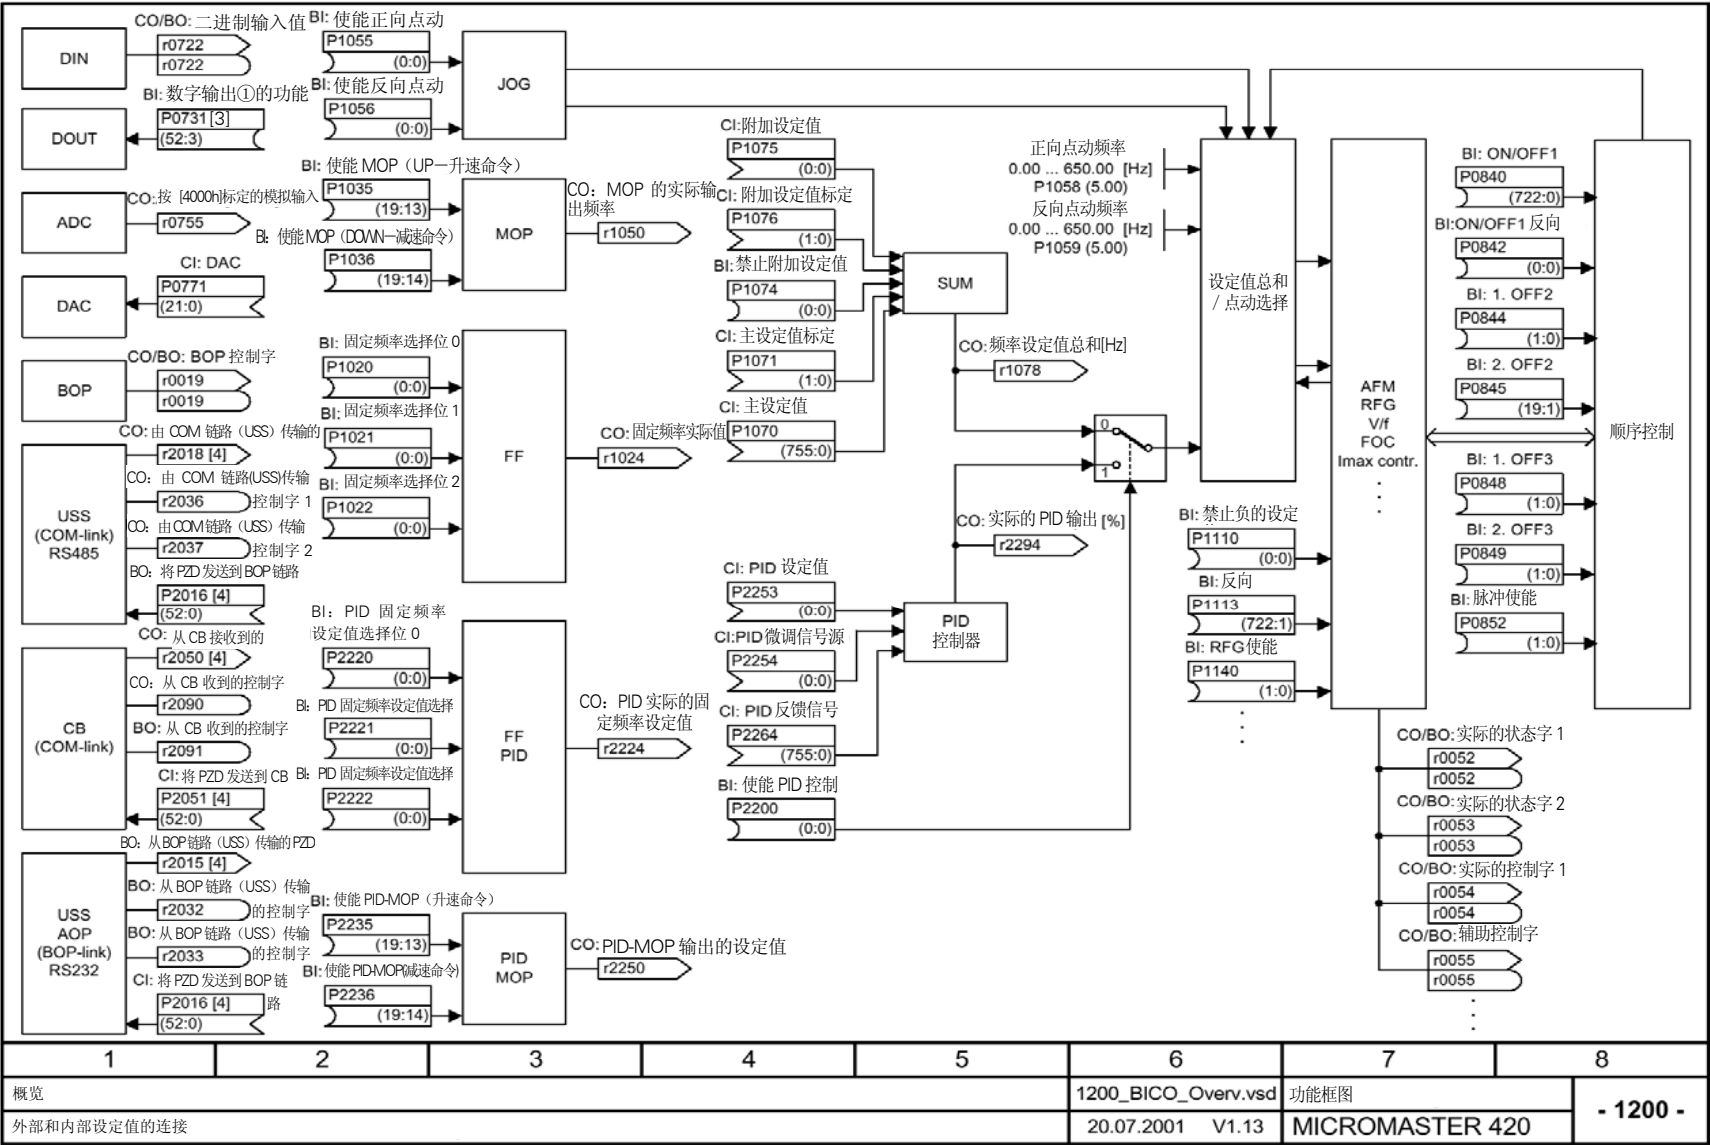 CO/BO: 二进制输入值
DIN
r0722
r0722
BI: 数字输出①的功能
DOUT
P0731[3]
(52:3)
CO: 按 [4000h]标定的模拟输入
ADC
r0755
CI: DAC
DAC
P0771
(21:0)
CO/BO: BOP 控制字
BOP
r0019
r0019
CO: 由 COM 链路（USS）传输的
r2018 [4]
CO: 由 COM 链路(USS)传输
r2036
控制字 1
USS
(COM-link)
RS485
CO: 由COM链路（USS）传输
r2037
控制字 2
BO: 将 PZD 发送到 BOP 链路
P2016 [4]
(52:0)
CO: 从 CB 接收到的
r2050 [4]
CO: 从 CB 收到的控制字
r2090
CB
(COM-link)
BO: 从 CB 收到的控制字
r2091
CI: 将 PZD 发送到 CB
P2051 [4]
(52:0)
BO: 从BOP链路（USS）传输的PZD
r2015 [4]
BO: 从 BOP 链路（USS）传输
r2032
的控制字
USS
AOP
(BOP-link)
RS232
BO: 从 BOP 链路（USS）传输
r2033
的控制字
CI: 将 PZD 发送到 BOP 链
路
P2016 [4]
(52:0)
BI: 使能正向点动
P1055
(0:0)
BI: 使能反向点动
P1056
(0:0)
JOG
BI: 使能 MOP（UP－升速命令）
P1035
(19:13)
BI: 使能MOP（DOWN－减速命令）
P1036
(19:14)
MOP
CO: MOP 的实际输
出频率
r1050
BI: 固定频率选择位 0
P1020
(0:0)
BI: 固定频率选择位 1
P1021
(0:0)
BI: 固定频率选择位 2
P1022
(0:0)
FF
CO: 固定频率实际值
r1024
BI: PID 固定频率
设定值选择位 0
P2220
(0:0)
BI: PID 固定频率设定值选择
P2221
(0:0)
BI: PID 固定频率设定值选择
P2222
(0:0)
FF
PID
CO: PID 实际的固
定频率设定值
r2224
BI: 使能 PID-MOP（升速命令）
P2235
(19:13)
BI: 使能PID-MOP(减速命令)
P2236
(19:14)
PID
MOP
CO: PID-MOP 输出的设定值
r2250
CI:附加设定值
P1075
(0:0)
CI: 附加设定值标定
P1076
(1:0)
BI:禁止附加设定值
P1074
(0:0)
CI: 主设定值标定
P1071
(1:0)
CI: 主设定值
P1070
(755:0)
SUM
CO:频率设定值总和[Hz]
r1078
0
1
CO: 实际的 PID 输出 [%]
r2294
CI: PID 设定值
P2253
(0:0)
CI:PID微调信号源
P2254
(0:0)
CI: PID 反馈信号
P2264
(755:0)
BI: 使能 PID 控制
P2200
(0:0)
PID
控制器
正向点动频率
0.00 ... 650.00 [Hz]
P1058 (5.00)
反向点动频率
0.00 ... 650.00 [Hz]
P1059 (5.00)
设定值总和
/ 点动选择
BI: 禁止负的设定
P1110
(0:0)
BI:反向
P1113
(722:1)
BI: RFG使能
P1140
(1:0)
AFM
RFG
V/f
FOC
Imax contr.
BI: ON/OFF1
P0840
(722:0)
BI:ON/OFF1 反向
P0842
(0:0)
BI: 1. OFF2
P0844
(1:0)
BI: 2. OFF2
P0845
(19:1)
BI: 1. OFF3
P0848
(1:0)
BI: 2. OFF3
P0849
(1:0)
BI: 脉冲使能
P0852
(1:0)
顺序控制
CO/BO:实际的状态字 1
r0052
r0052
CO/BO:实际的状态字 2
r0053
r0053
CO/BO:实际的控制字 1
r0054
r0054
CO/BO:辅助控制字
r0055
r0055
1 2 3 4 5 6 7 8
概览
1200_BICO_Overv.vsd
功能框图
- 1200 -
外部和内部设定值的连接
20.07.2001 V1.13
MICROMASTER 420